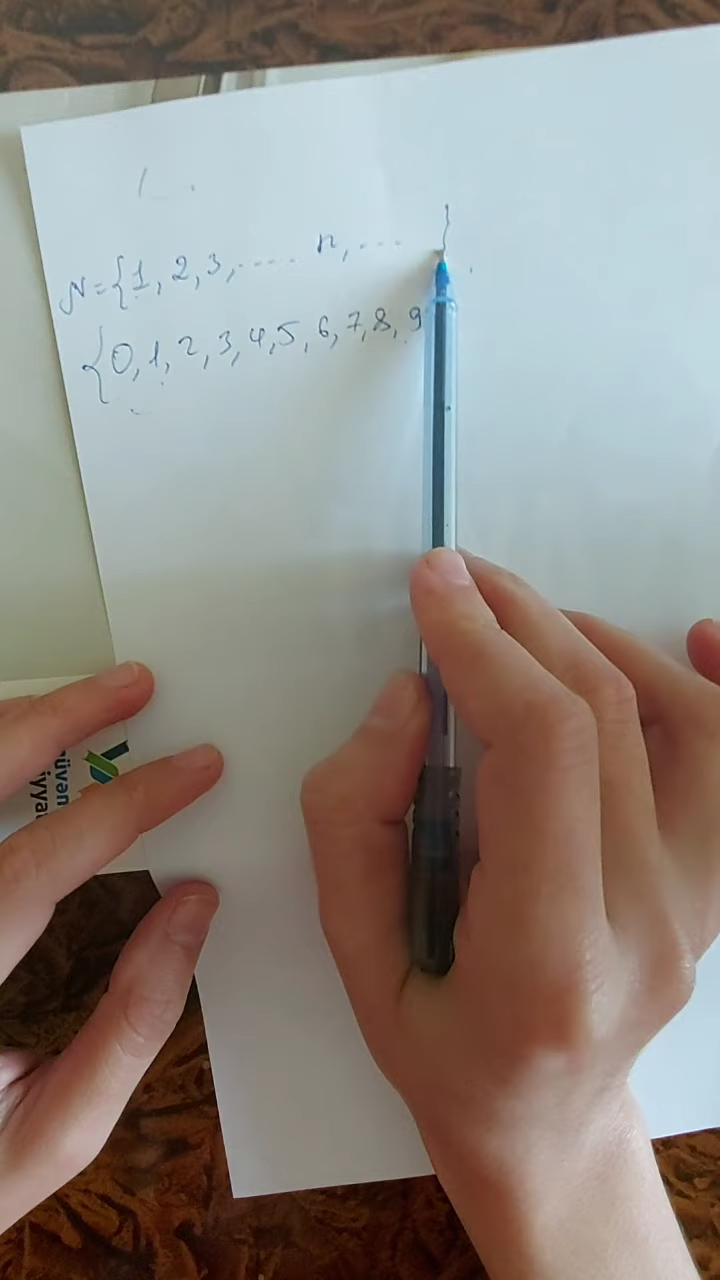 N={1, 2, 3, ..... n, ... }
{0, 1, 2, 3, 4, 5, 6, 7, 8, 9